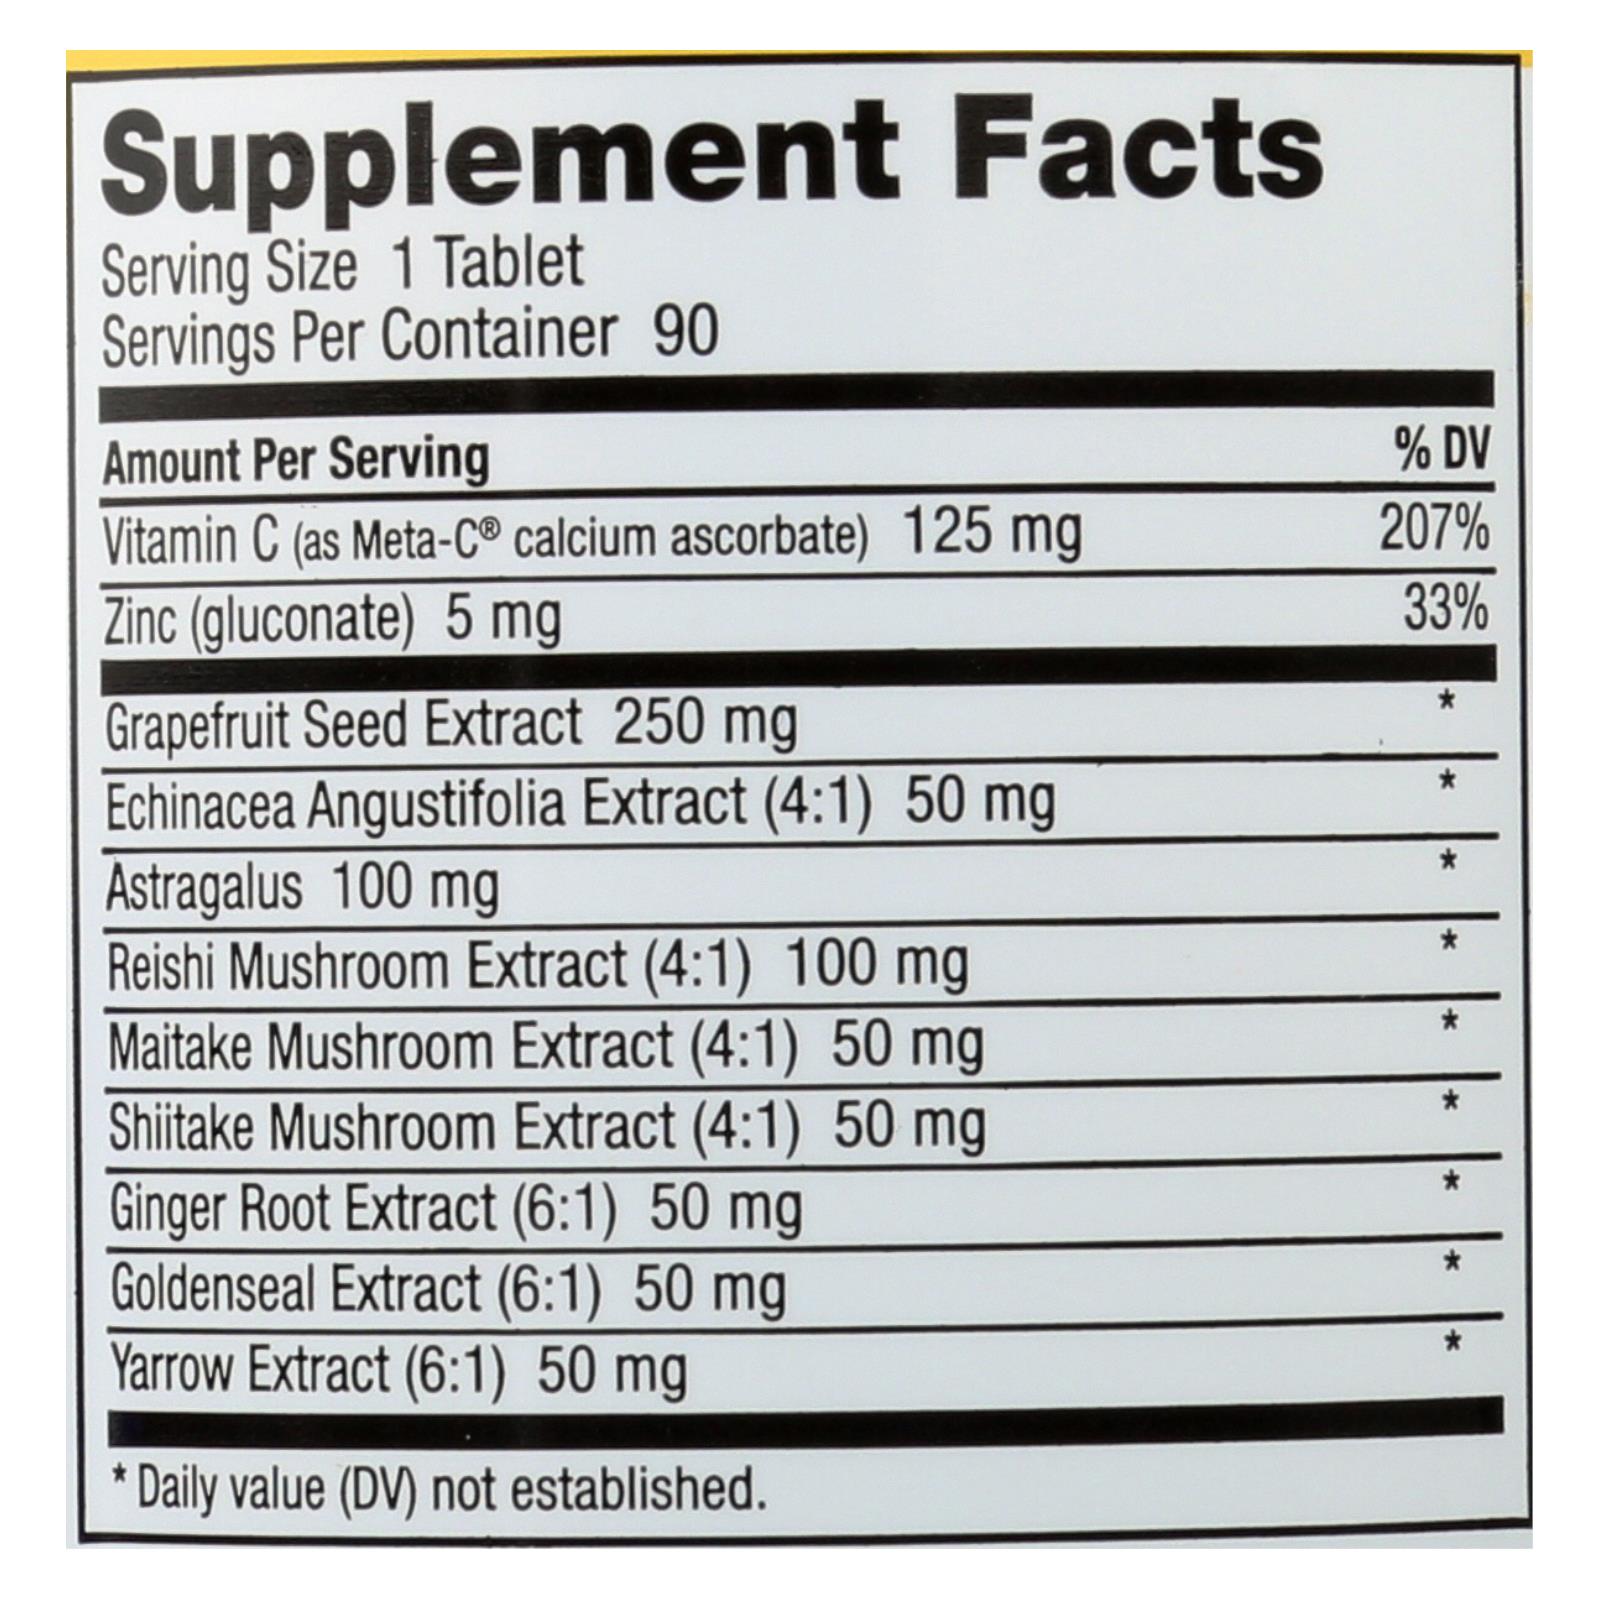 Supplement Facts
Serving Size 1 Tablet
Servings Per Container 90
Amount Per Serving % DV
Vitamin C (as Meta-C® calcium ascorbate) 125 mg 207%
Zinc (gluconate) 5 mg 33%
Grapefruit Seed Extract 250 mg *
Echinacea Angustifolia Extract (4:1) 50 mg *
Astragalus 100 mg *
Reishi Mushroom Extract (4:1) 100 mg *
Maitake Mushroom Extract (4:1) 50 mg *
Shiitake Mushroom Extract (4:1) 50 mg *
Ginger Root Extract (6:1) 50 mg *
Goldenseal Extract (6:1) 50 mg *
Yarrow Extract (6:1) 50 mg *
* Daily value (DV) not established.